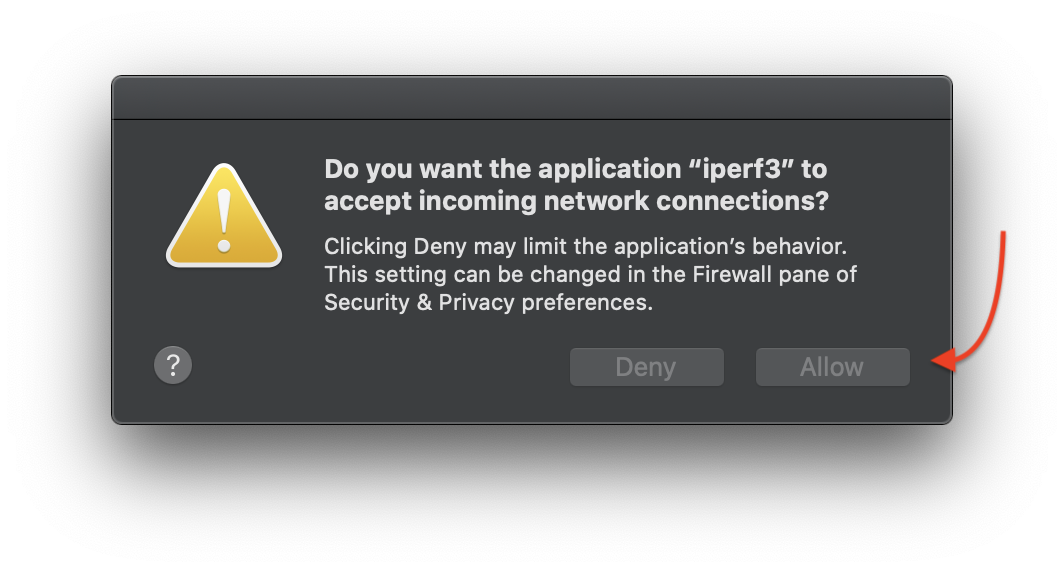 Do you want the application “iperf3” to
accept incoming network connections?
Clicking Deny may limit the application’s behavior.
This setting can be changed in the Firewall pane of
Security & Privacy preferences.
?
Deny
Allow